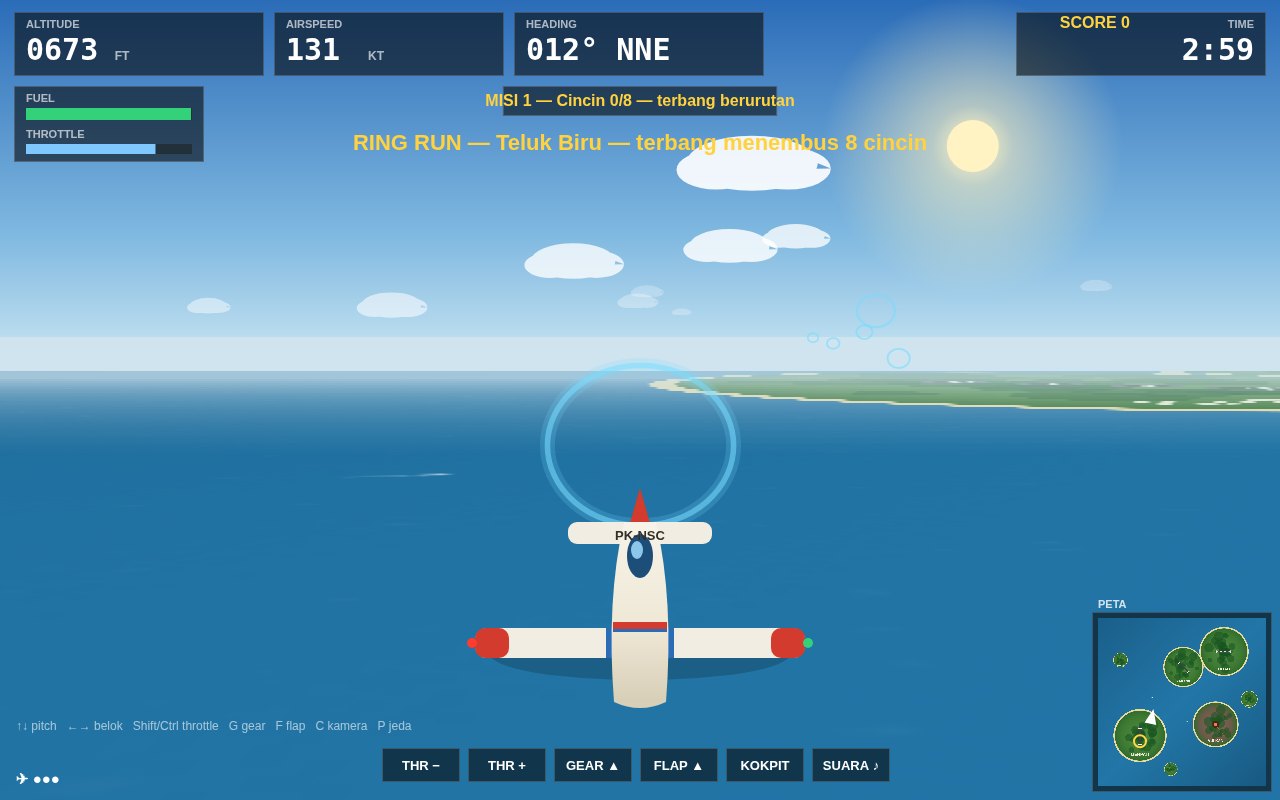 ALTITUDE
0673 FT
AIRSPEED
131 KT
HEADING
012° NNE
SCORE 0
TIME
2:59
FUEL
THROTTLE
MISI 1 — Cincin 0/8 — terbang berurutan
RING RUN — Teluk Biru — terbang menembus 8 cincin
PK-NSC
PETA
↑↓ pitch ←→ belok Shift/Ctrl throttle G gear F flap C kamera P jeda
THR − THR + GEAR ▲ FLAP ▲ KOKPIT SUARA ♪